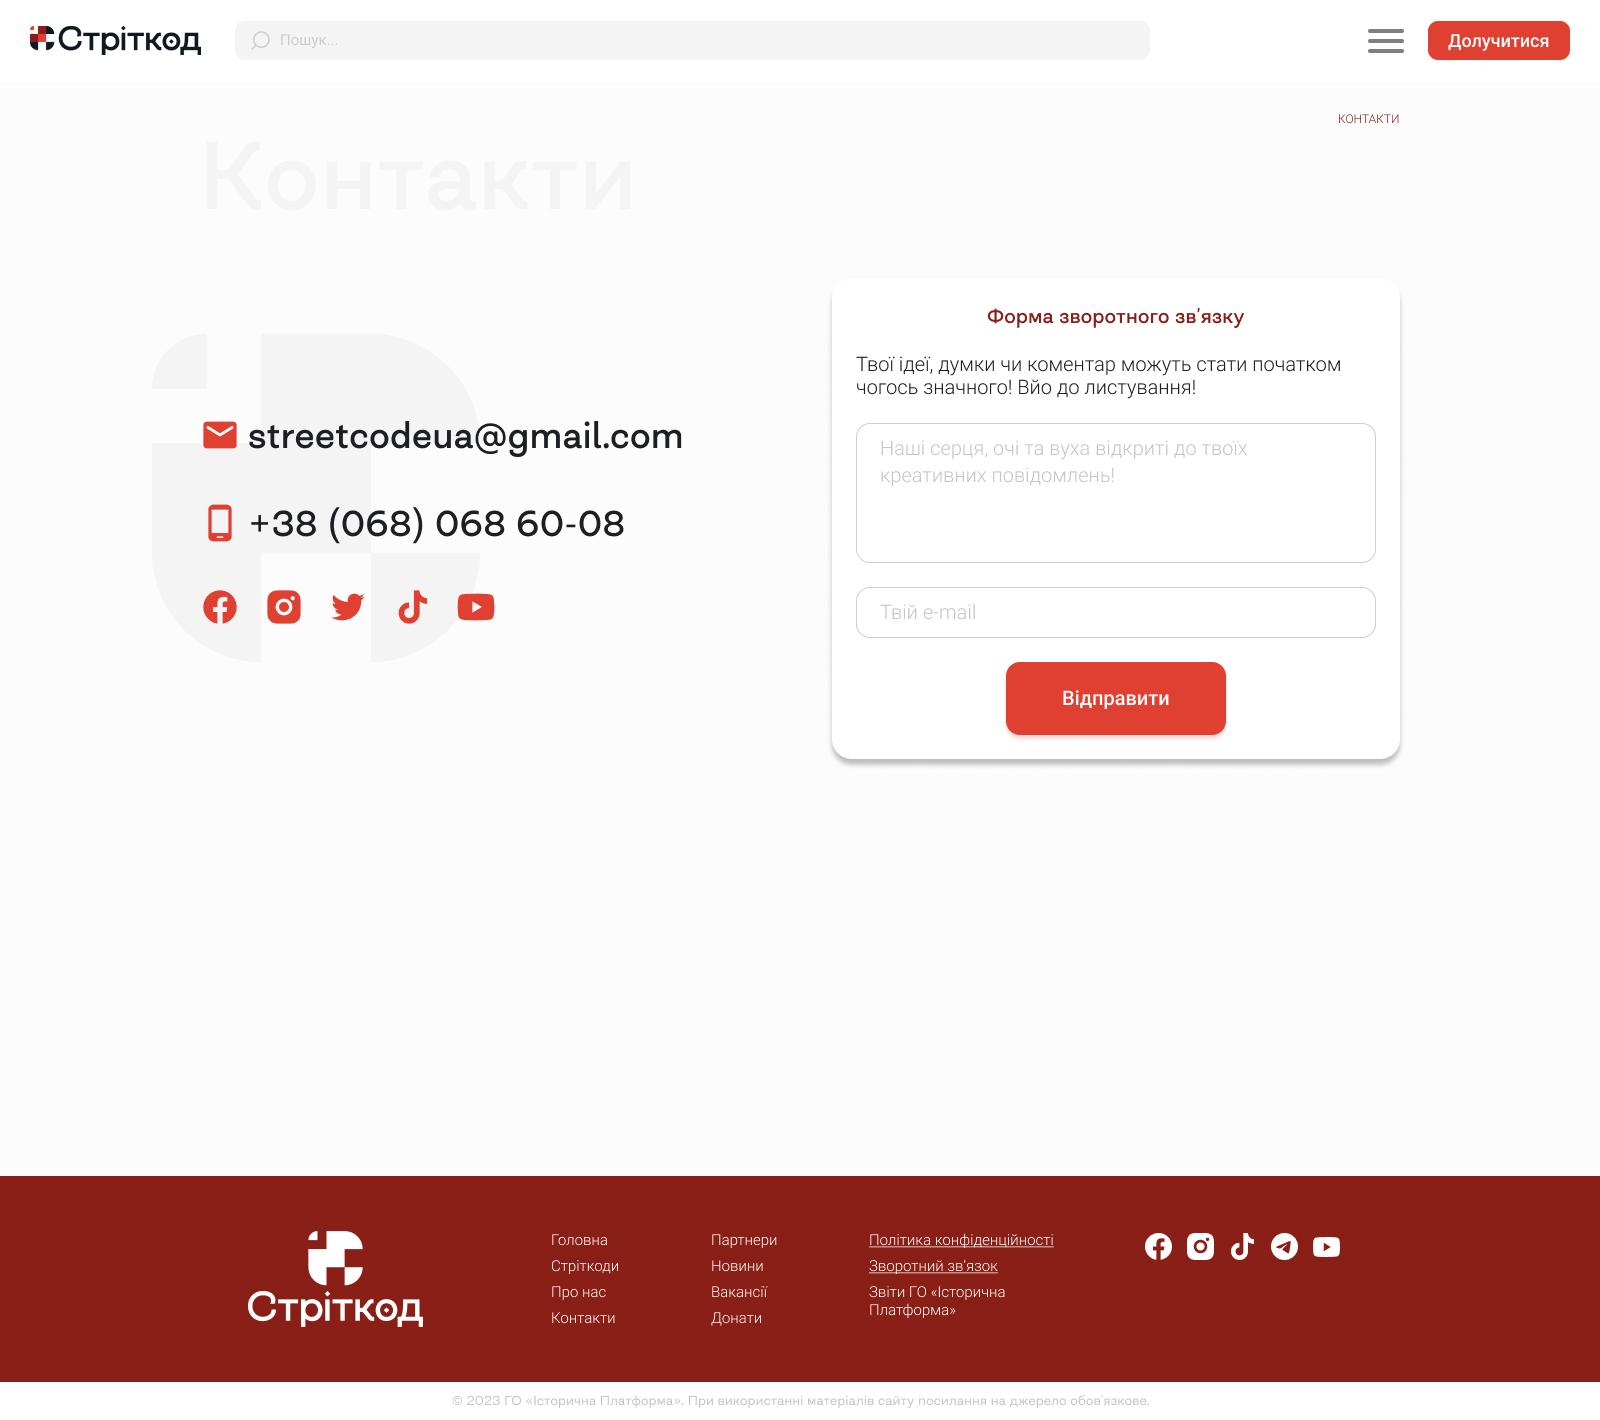 Стріткод
Пошук...
Долучитися
КОНТАКТИ
Контакти
streetcodeua@gmail.com
+38 (068) 068 60-08
Форма зворотного зв’язку
Твої ідеї, думки чи коментар можуть стати початком
чогось значного! Вйо до листування!
Наші серця, очі та вуха відкриті до твоїх
креативних повідомлень!
Твій e-mail
Відправити
Стріткод
Головна
Стріткоди
Про нас
Контакти
Партнери
Новини
Вакансії
Донати
Політика конфіденційності
Зворотний зв’язок
Звіти ГО «Історична
Платформа»
© 2023 ГО «Історична Платформа». При використанні матеріалів сайту посилання на джерело обов’язкове.